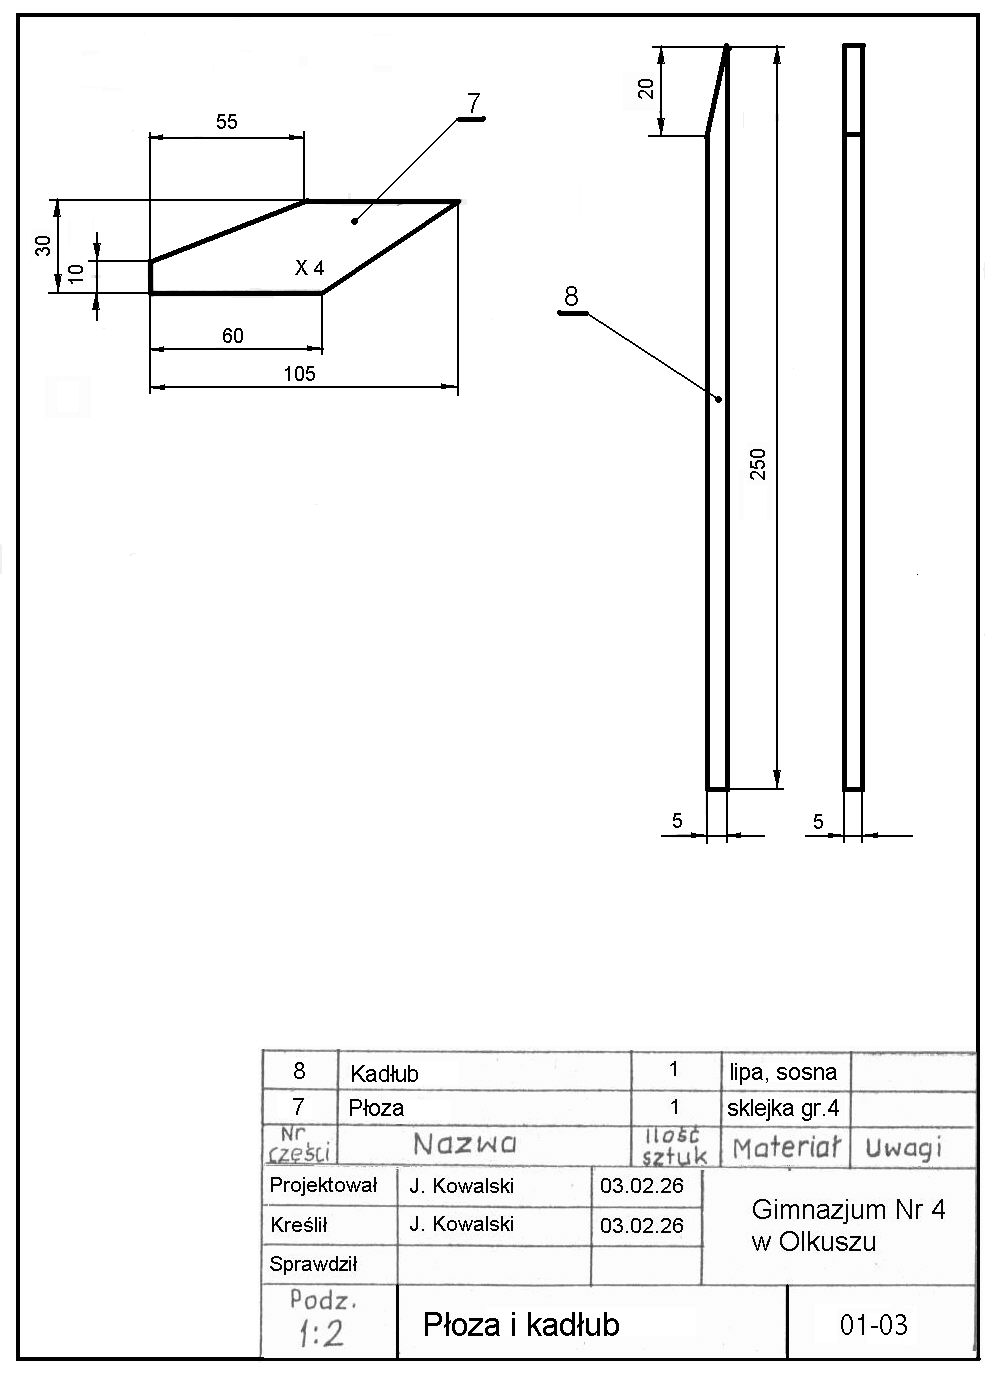 7
55
20
30
10
X 4
8
60
105
250
5
5
8 Kadłub 1 lipa, sosna
7 Płoza 1 sklejka gr.4
Nr części Nazwa Ilość sztuk Materiał Uwagi
Projektował J. Kowalski 03.02.26
Kreślił J. Kowalski 03.02.26
Sprawdził
Gimnazjum Nr 4
w Olkuszu
Podz.
1:2
Płoza i kadłub
01-03